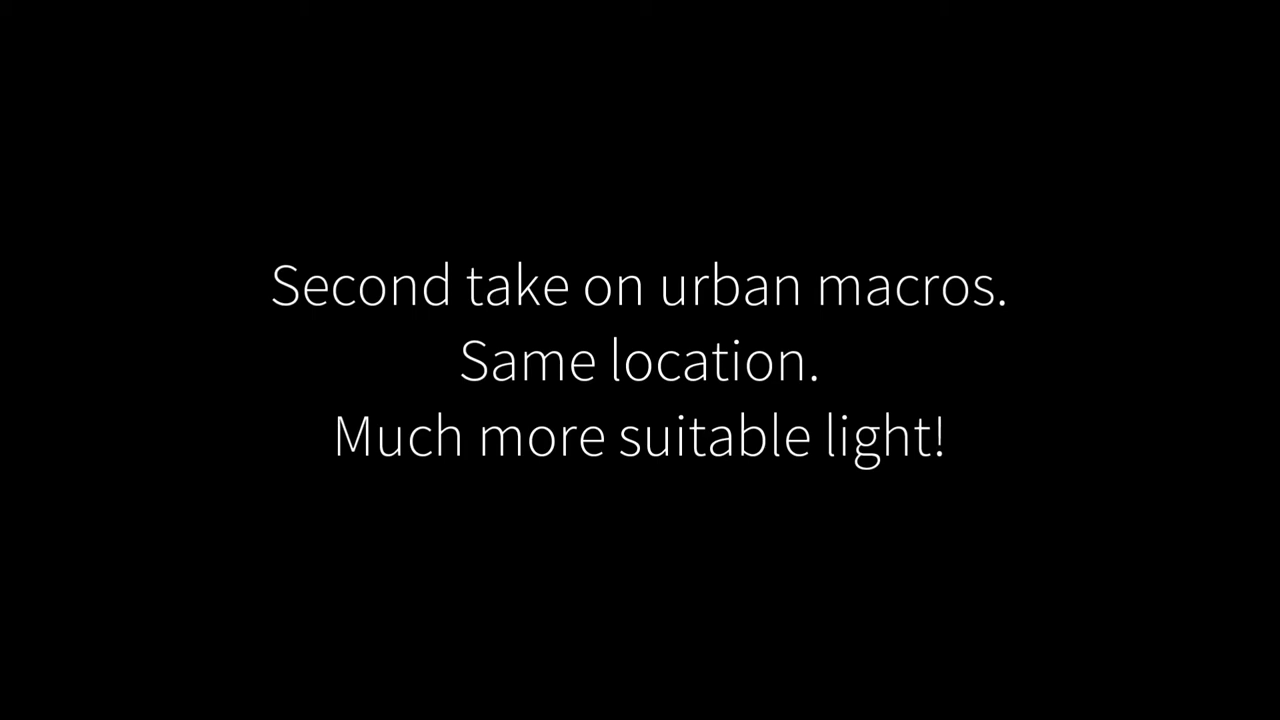 Second take on urban macros.
Same location.
Much more suitable light!